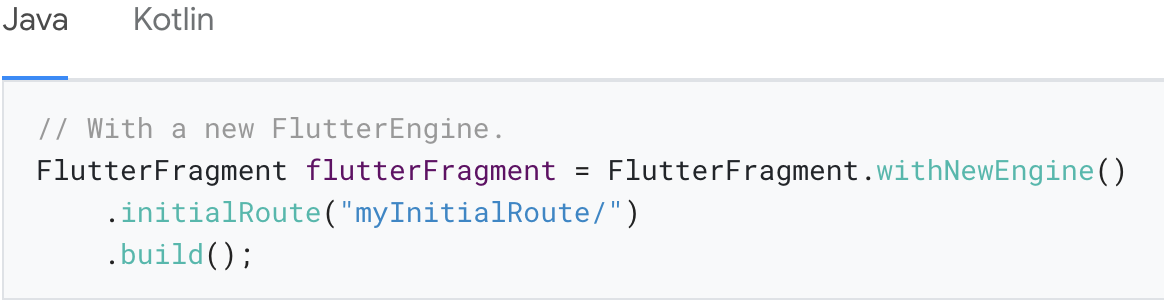 Java Kotlin
// With a new FlutterEngine.
FlutterFragment flutterFragment = FlutterFragment.withNewEngine()
    .initialRoute("myInitialRoute/")
    .build();